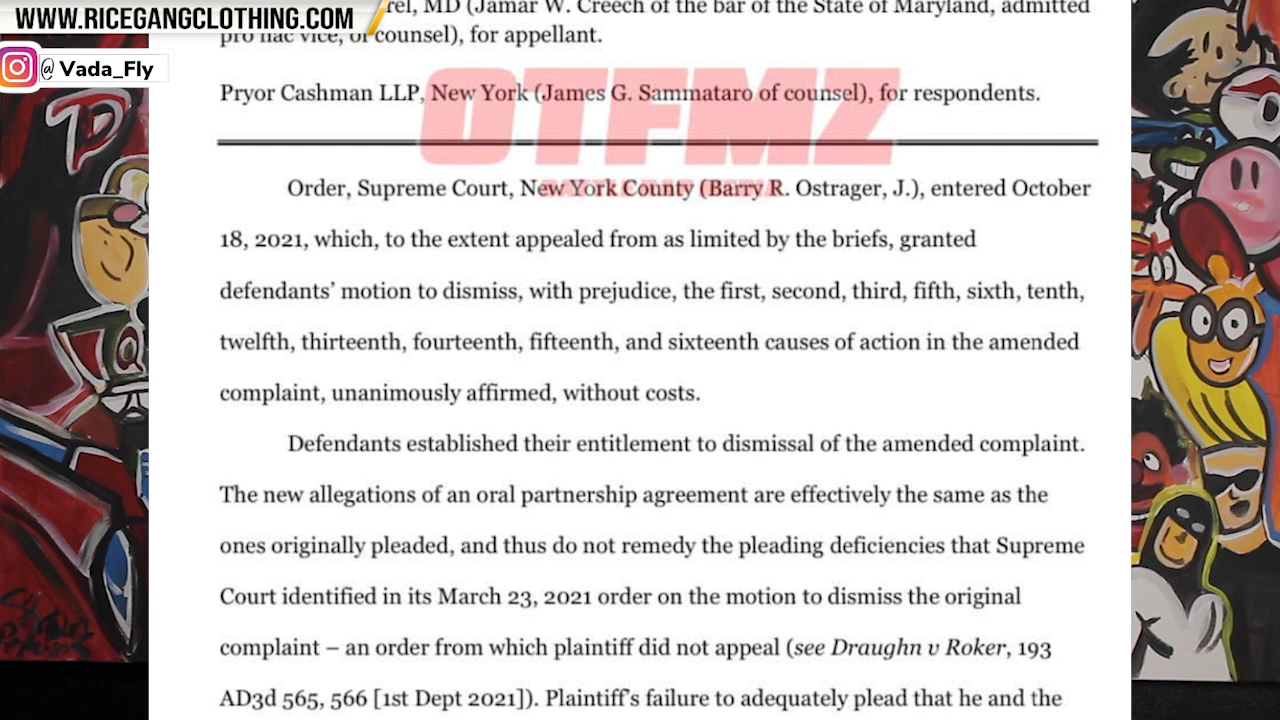 WWW.RICEGANGCLOTHING.COM
rel, MD (Jamar W. Creech of the bar of the State of Maryland, admitted
pro hac vice, of counsel), for appellant.
@ Vada_Fly
Pryor Cashman LLP, New York (James G. Sammataro of counsel), for respondents.
OTFMZ
Order, Supreme Court, New York County (Barry R. Ostrager, J.), entered October
18, 2021, which, to the extent appealed from as limited by the briefs, granted
defendants’ motion to dismiss, with prejudice, the first, second, third, fifth, sixth, tenth,
twelfth, thirteenth, fourteenth, fifteenth, and sixteenth causes of action in the amended
complaint, unanimously affirmed, without costs.
Defendants established their entitlement to dismissal of the amended complaint.
The new allegations of an oral partnership agreement are effectively the same as the
ones originally pleaded, and thus do not remedy the pleading deficiencies that Supreme
Court identified in its March 23, 2021 order on the motion to dismiss the original
complaint – an order from which plaintiff did not appeal (see Draughn v Roker, 193
AD3d 565, 566 [1st Dept 2021]). Plaintiff’s failure to adequately plead that he and the